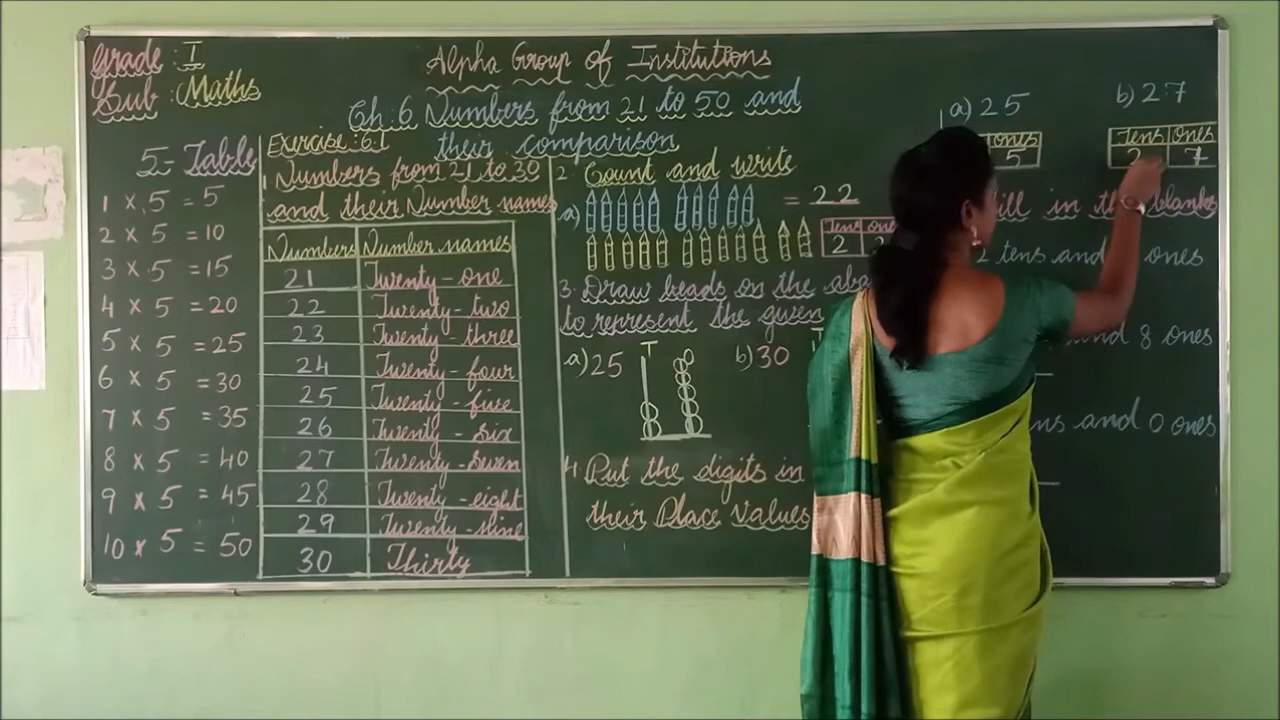 Grade : I
Sub : Maths
Alpha Group of Institutions
Ch : 6 Numbers from 21 to 50 and
their comparison
5 - Table
1 × 5 = 5
2 × 5 = 10
3 × 5 = 15
4 × 5 = 20
5 × 5 = 25
6 × 5 = 30
7 × 5 = 35
8 × 5 = 40
9 × 5 = 45
10 × 5 = 50
Exercise : 6.1
1. Numbers from 21 to 30
and their Number names
Numbers Number names
21 Twenty - one
22 Twenty - two
23 Twenty - three
24 Twenty - four
25 Twenty - five
26 Twenty - six
27 Twenty - seven
28 Twenty - eight
29 Twenty - nine
30 Thirty
2. Count and write
a) = 22
Tens
2
3. Draw beads on the
to represent the given
a) 25 T O b) 30 T
4. Put the digits in
their Place values
a) 25 b) 27
ones Tens ones
5 2 7
in the blanks
2 tens and ones
and 8 ones
and 0 ones